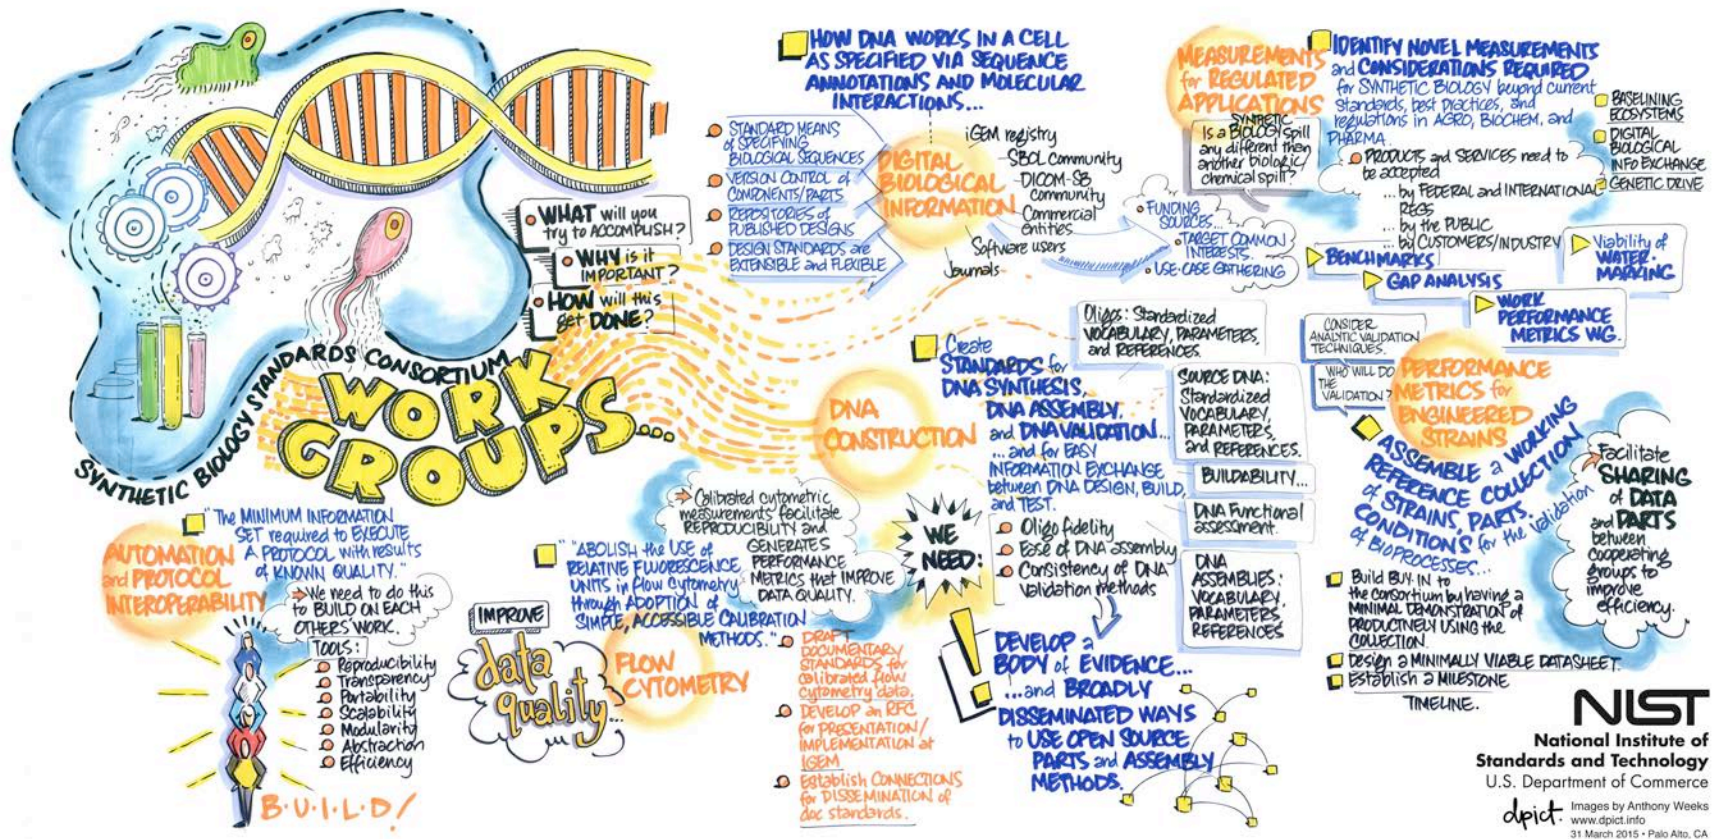 SYNTHETIC BIOLOGY STANDARDS CONSORTIUM
WORK
GROUPS...
WHAT will you
try to ACCOMPLISH?
WHY is it
IMPORTANT?
HOW will this
get DONE?
AUTOMATION
and PROTOCOL
INTEROPERABILITY
"The MINIMUM INFORMATION
SET required to EXECUTE
A PROTOCOL with results
of KNOWN QUALITY."
We need to do this
to BUILD ON EACH
OTHERS' WORK.
TOOLS:
Reproducibility
Transparency
Portability
Scalability
Modularity
Abstraction
Efficiency
B•U•I•L•D!
HOW DNA WORKS IN A CELL
AS SPECIFIED VIA SEQUENCE
ANNOTATIONS AND MOLECULAR
INTERACTIONS...
STANDARD MEANS
of SPECIFYING
BIOLOGICAL SEQUENCES
VERSION CONTROL of
COMPONENTS/PARTS
REPOSITORIES of
PUBLISHED DESIGNS
DESIGN STANDARDS are
EXTENSIBLE and FLEXIBLE
DIGITAL
BIOLOGICAL
INFORMATION
iGEM registry
SBOL Community
DICOM-SB
Community
Commercial
entities
Software users
Journals
FUNDING
SOURCES...
• TARGET COMMON
INTERESTS.
• USE-CASE GATHERING
MEASUREMENTS
for REGULATED
APPLICATIONS
IDENTIFY NOVEL MEASUREMENTS
and CONSIDERATIONS REQUIRED
for SYNTHETIC BIOLOGY beyond current
standards, best practices, and
regulations in AGRO, BIOCHEM, and
PHARMA
SYNTHETIC
Is a BIOLOGY spill
any different than
another biologic/
chemical spill?
PRODUCTS and SERVICES need to
be accepted
...by FEDERAL and INTERNATIONAL
REGS
...by the PUBLIC
...by CUSTOMERS/INDUSTRY
BASELINING
ECOSYSTEMS
DIGITAL
BIOLOGICAL
INFO EXCHANGE
GENETIC DRIVE
BENCHMARKS
GAP ANALYSIS
WORK
PERFORMANCE
METRICS WG.
Viability of
WATER-
MARKING
DNA
CONSTRUCTION
Create
STANDARDS for
DNA SYNTHESIS,
DNA ASSEMBLY,
and DNA VALIDATION...
...and for EASY
INFORMATION EXCHANGE
between DNA DESIGN, BUILD,
and TEST.
Oligos: Standardized
VOCABULARY, PARAMETERS,
and REFERENCES.
SOURCE DNA:
Standardized
VOCABULARY,
PARAMETERS,
and REFERENCES.
BUILDABILITY...
DNA Functional
assessment.
DNA
ASSEMBLIES:
VOCABULARY,
PARAMETERS,
REFERENCES
WE
NEED:
Oligo fidelity
Ease of DNA assembly
Consistency of DNA
validation methods
DEVELOP a
BODY of EVIDENCE...
...and BROADLY
DISSEMINATED WAYS
to USE OPEN SOURCE
PARTS and ASSEMBLY
METHODS.
FLOW
CYTOMETRY
"ABOLISH the USE of
RELATIVE FLUORESCENCE
UNITS in flow cytometry
through ADOPTION of
SIMPLE, ACCESSIBLE CALIBRATION
METHODS."
Calibrated cytometric
measurements facilitate
REPRODUCIBILITY and
GENERATES
PERFORMANCE
METRICS that IMPROVE
DATA QUALITY.
IMPROVE
data
quality...
DRAFT
DOCUMENTARY
STANDARDS for
calibrated flow
cytometry data.
DEVELOP an RFC
for PRESENTATION/
IMPLEMENTATION at
iGEM
Establish CONNECTIONS
for DISSEMINATION of
doc standards.
PERFORMANCE
METRICS for
ENGINEERED
STRAINS
CONSIDER
ANALYTIC VALIDATION
TECHNIQUES.
WHO WILL DO
THE
VALIDATION?
ASSEMBLE a WORKING
REFERENCE COLLECTION
of STRAINS, PARTS,
CONDITIONS for the validation
of BIOPROCESSES...
Facilitate
SHARING
of DATA
and PARTS
between
cooperating
groups to
improve
efficiency.
Build BUY-IN to
the consortium by having a
MINIMAL DEMONSTRATION of
PRODUCTIVELY USING the
COLLECTION.
Design a MINIMALLY VIABLE DATASHEET.
Establish a MILESTONE
TIMELINE.
NIST
National Institute of
Standards and Technology
U.S. Department of Commerce
dpict.
Images by Anthony Weeks
www.dpict.info
31 March 2015 • Palo Alto, CA